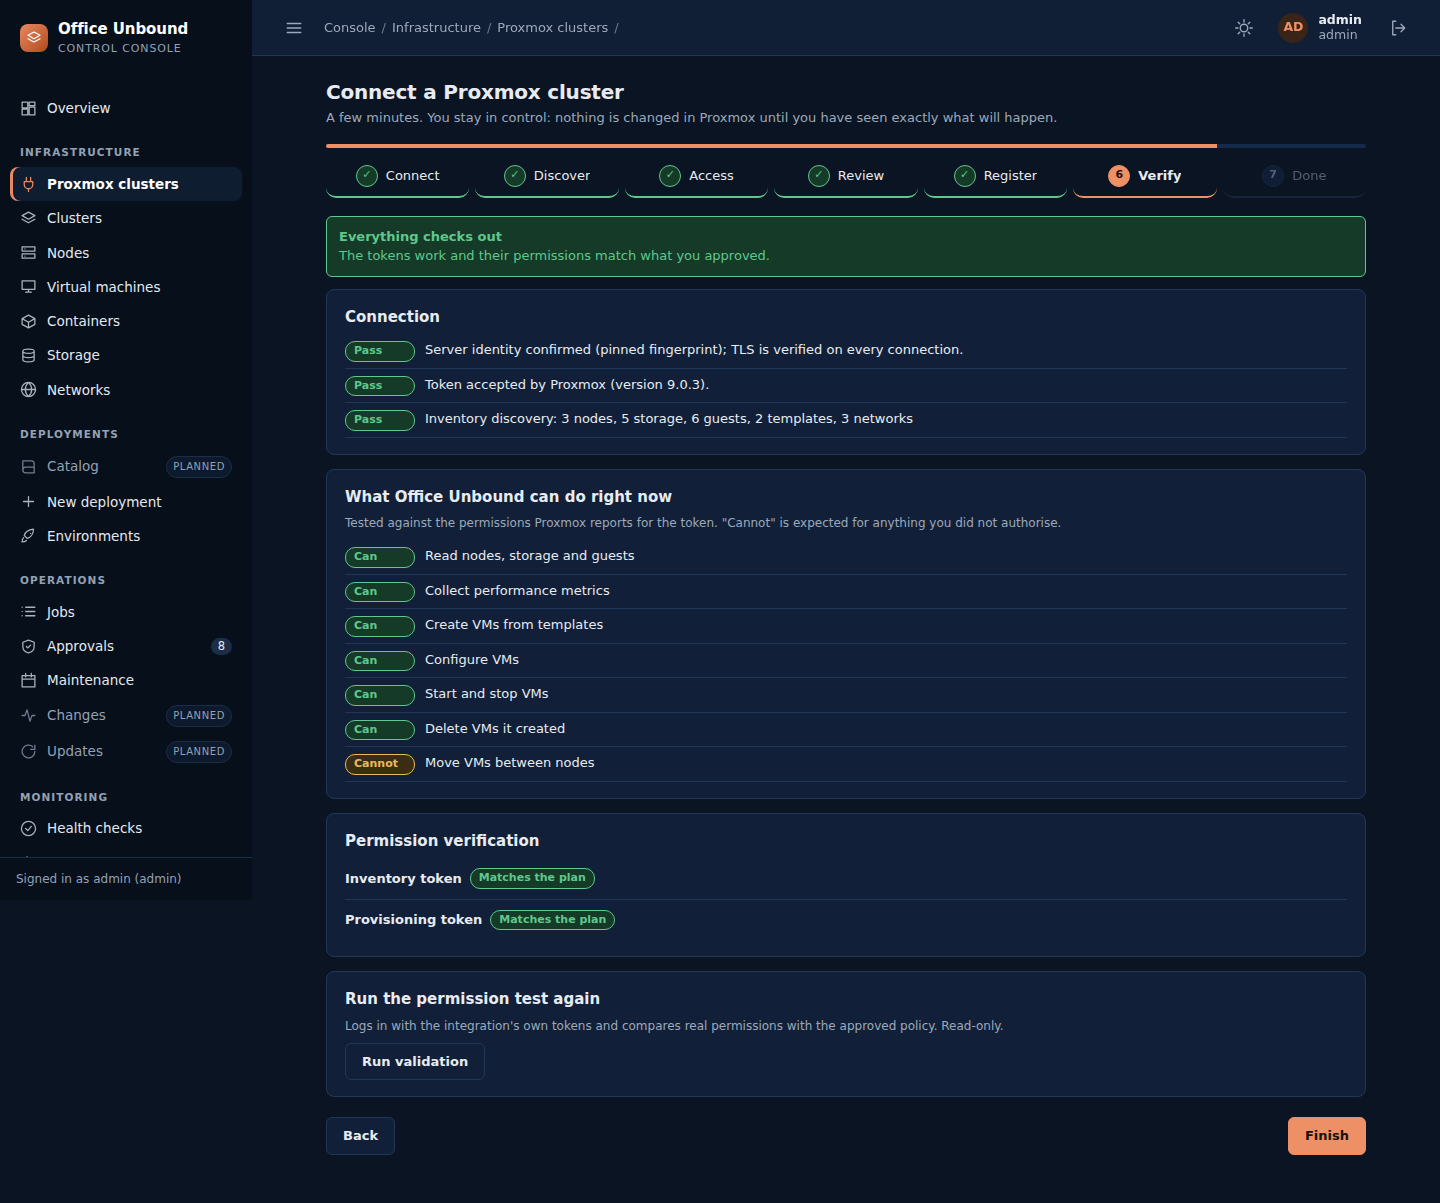 Office Unbound
CONTROL CONSOLE
Overview
INFRASTRUCTURE
Proxmox clusters
Clusters
Nodes
Virtual machines
Containers
Storage
Networks
DEPLOYMENTS
Catalog PLANNED
New deployment
Environments
OPERATIONS
Jobs
Approvals 8
Maintenance
Changes PLANNED
Updates PLANNED
MONITORING
Health checks
Signed in as admin (admin)
Console / Infrastructure / Proxmox clusters /
AD
admin
admin
Connect a Proxmox cluster
A few minutes. You stay in control: nothing is changed in Proxmox until you have seen exactly what will happen.
✓ Connect ✓ Discover ✓ Access ✓ Review ✓ Register 6 Verify 7 Done
Everything checks out
The tokens work and their permissions match what you approved.
Connection
Pass Server identity confirmed (pinned fingerprint); TLS is verified on every connection.
Pass Token accepted by Proxmox (version 9.0.3).
Pass Inventory discovery: 3 nodes, 5 storage, 6 guests, 2 templates, 3 networks
What Office Unbound can do right now
Tested against the permissions Proxmox reports for the token. "Cannot" is expected for anything you did not authorise.
Can Read nodes, storage and guests
Can Collect performance metrics
Can Create VMs from templates
Can Configure VMs
Can Start and stop VMs
Can Delete VMs it created
Cannot Move VMs between nodes
Permission verification
Inventory token Matches the plan
Provisioning token Matches the plan
Run the permission test again
Logs in with the integration's own tokens and compares real permissions with the approved policy. Read-only.
Run validation
Back
Finish